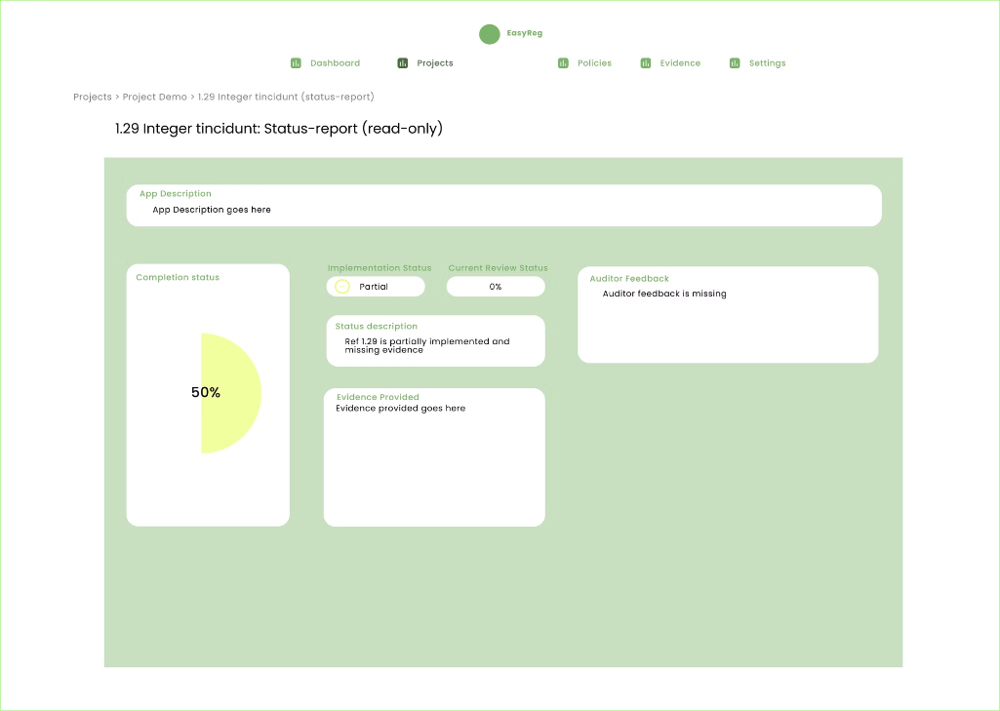 EasyReg
Dashboard
Projects
Policies
Evidence
Settings
Projects > Project Demo > 1.29 Integer tincidunt (status-report)
1.29 Integer tincidunt: Status-report (read-only)
App Description
App Description goes here
Completion status
50%
Implementation Status
Partial
Current Review Status
0%
Status description
Ref 1.29 is partially implemented and
missing evidence
Evidence Provided
Evidence provided goes here
Auditor Feedback
Auditor feedback is missing